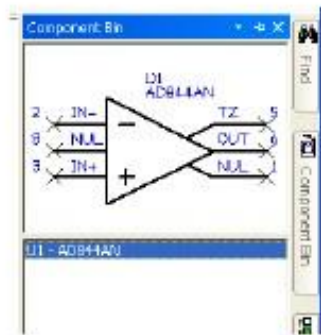 Component Bin
U1
AD844AN
2 IN- TZ 5
8 NUL OUT 6
3 IN+ NUL 1
U1 - AD844AN
Find
Component Bin